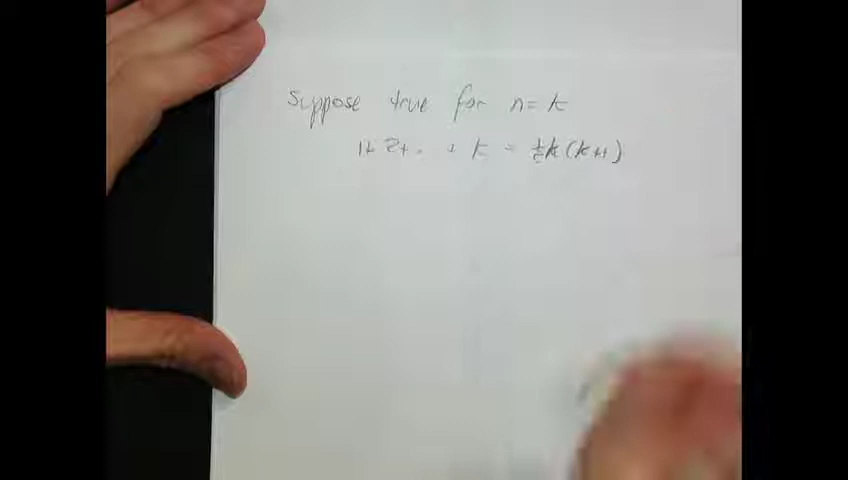 Suppose true for n = k
1 + 2 + . . + k = ½k(k+1)